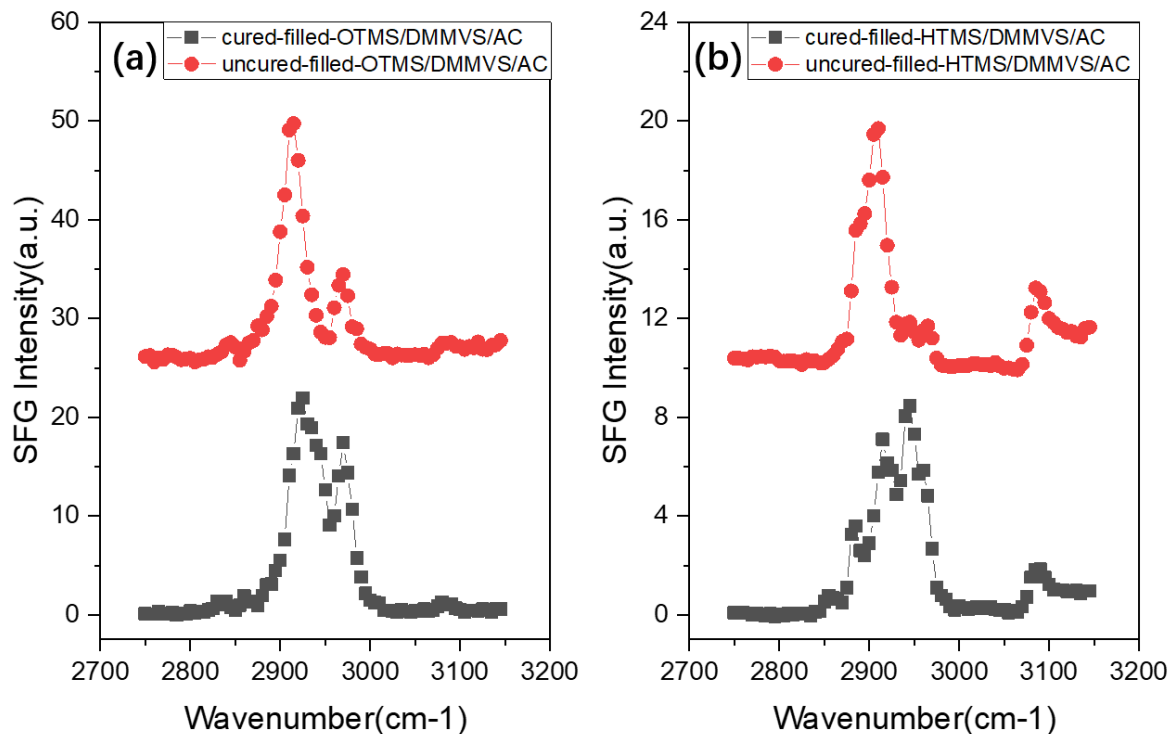 (a)
cured-filled-OTMS/DMMVS/AC
uncured-filled-OTMS/DMMVS/AC
60
50
40
30
20
10
0
SFG Intensity(a.u.)
2700 2800 2900 3000 3100 3200
Wavenumber(cm-1)
(b)
cured-filled-HTMS/DMMVS/AC
uncured-filled-HTMS/DMMVS/AC
24
20
16
12
8
4
0
SFG Intensity(a.u.)
2700 2800 2900 3000 3100 3200
Wavenumber(cm-1)